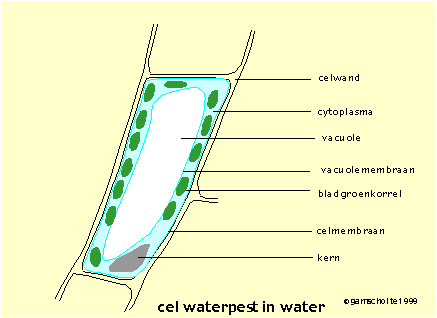 celwand
cytoplasma
vacuole
vacuolemembraan
bladgroenkorrel
celmembraan
kern
cel waterpest in water
©gamscholte1999